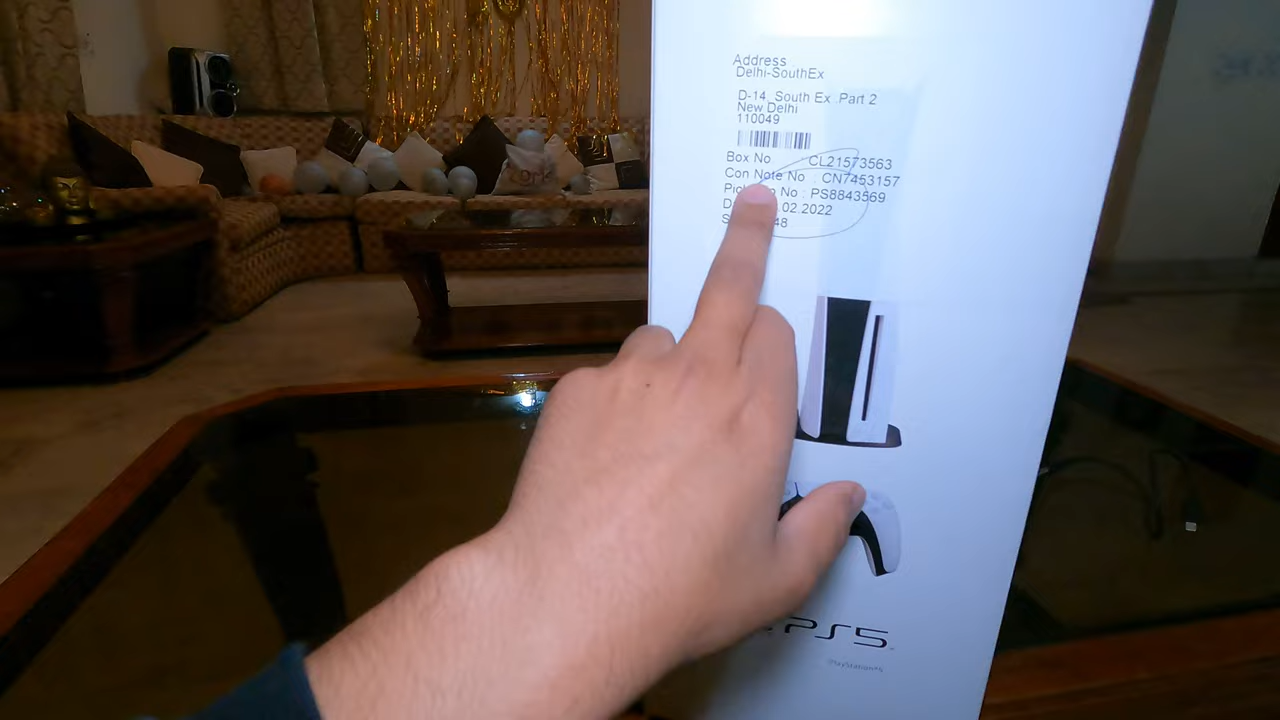 Address
Delhi-SouthEx
D-14 South Ex Part 2
New Delhi
110049
Box No : CL21573563
Con Note No : CN7453157
No : PS8843569
.02.2022
48
PS5